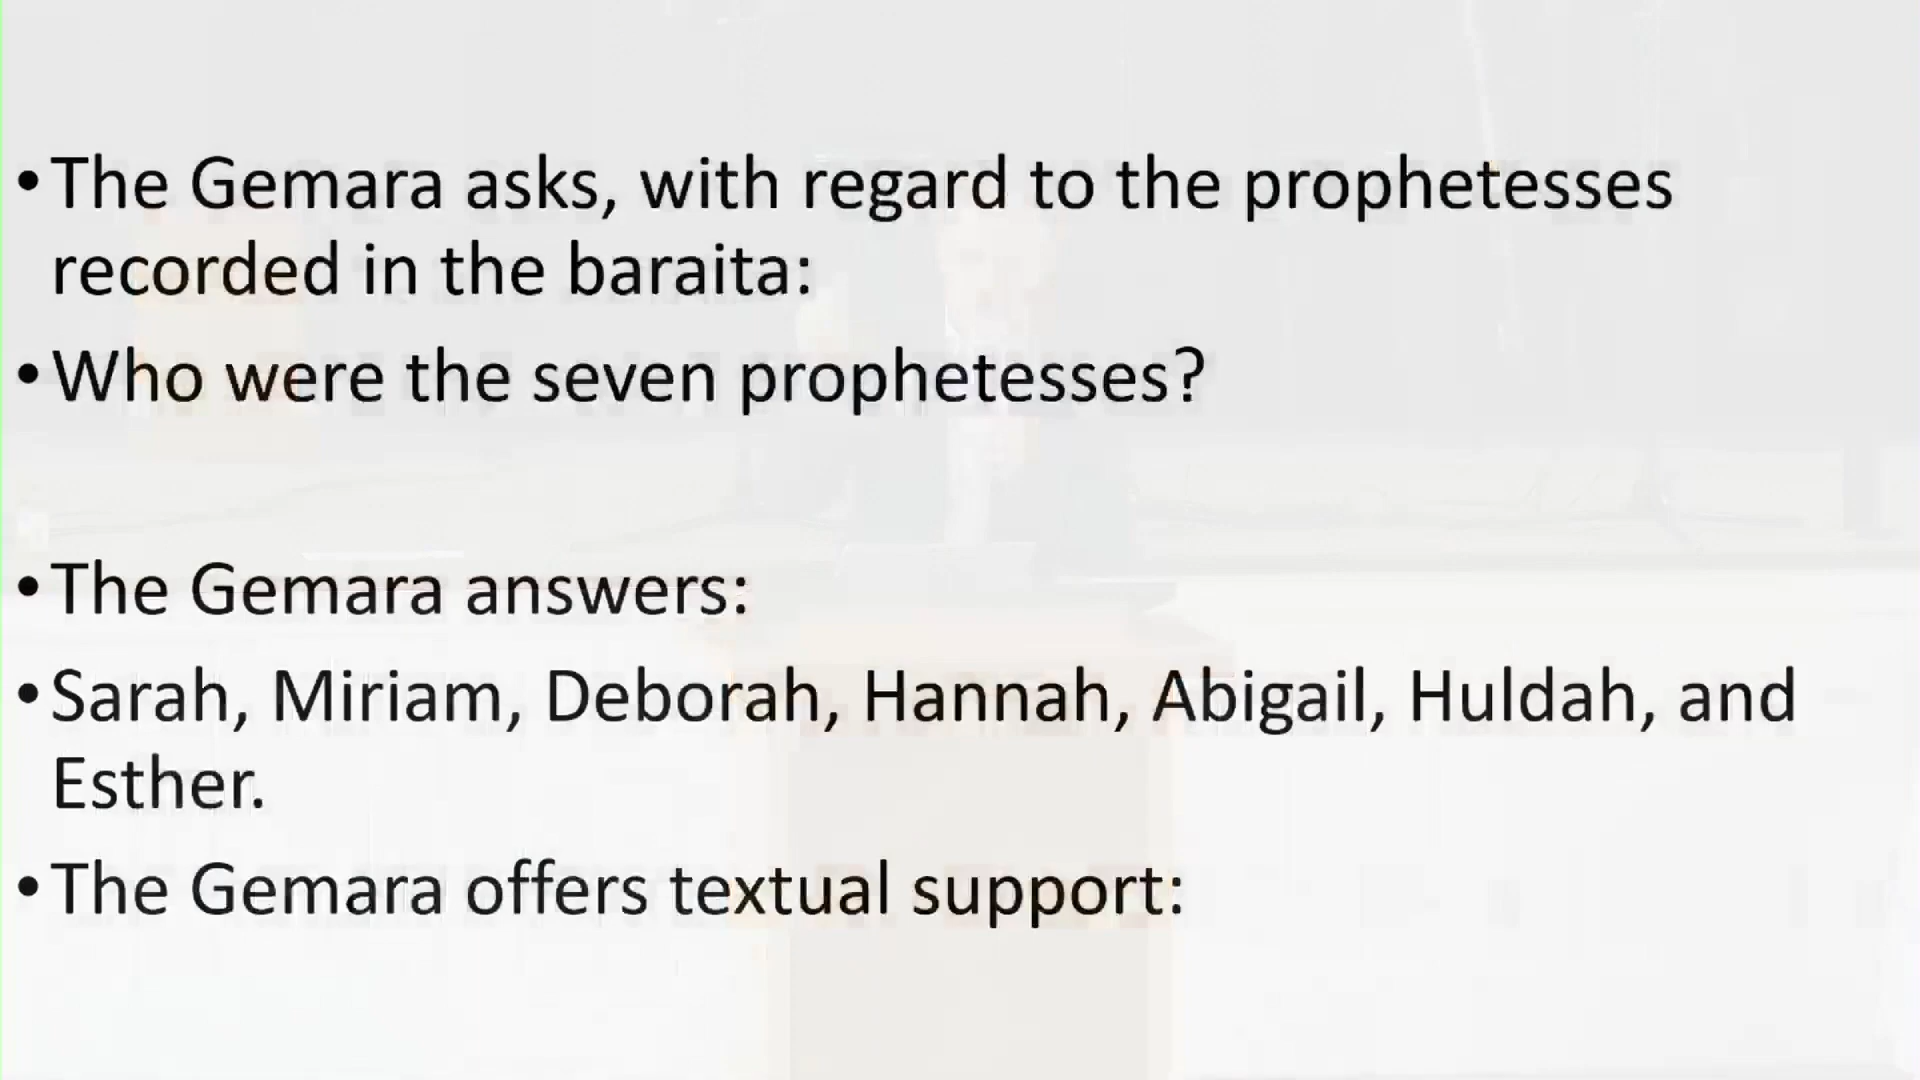 •The Gemara asks, with regard to the prophetesses
recorded in the baraita:
•Who were the seven prophetesses?
•The Gemara answers:
•Sarah, Miriam, Deborah, Hannah, Abigail, Huldah, and
Esther.
•The Gemara offers textual support: